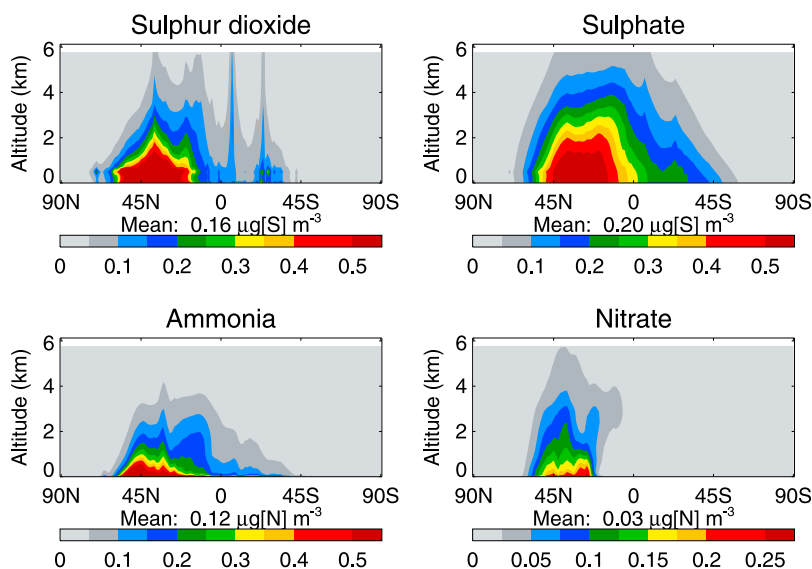 Sulphur dioxide
Altitude (km)
6
4
2
0
90N 45N 0 45S 90S
Mean: 0.16 µg[S] m⁻³
0 0.1 0.2 0.3 0.4 0.5
Sulphate
Altitude (km)
6
4
2
0
90N 45N 0 45S 90S
Mean: 0.20 µg[S] m⁻³
0 0.1 0.2 0.3 0.4 0.5
Ammonia
Altitude (km)
6
4
2
0
90N 45N 0 45S 90S
Mean: 0.12 µg[N] m⁻³
0 0.1 0.2 0.3 0.4 0.5
Nitrate
Altitude (km)
6
4
2
0
90N 45N 0 45S 90S
Mean: 0.03 µg[N] m⁻³
0 0.05 0.1 0.15 0.2 0.25